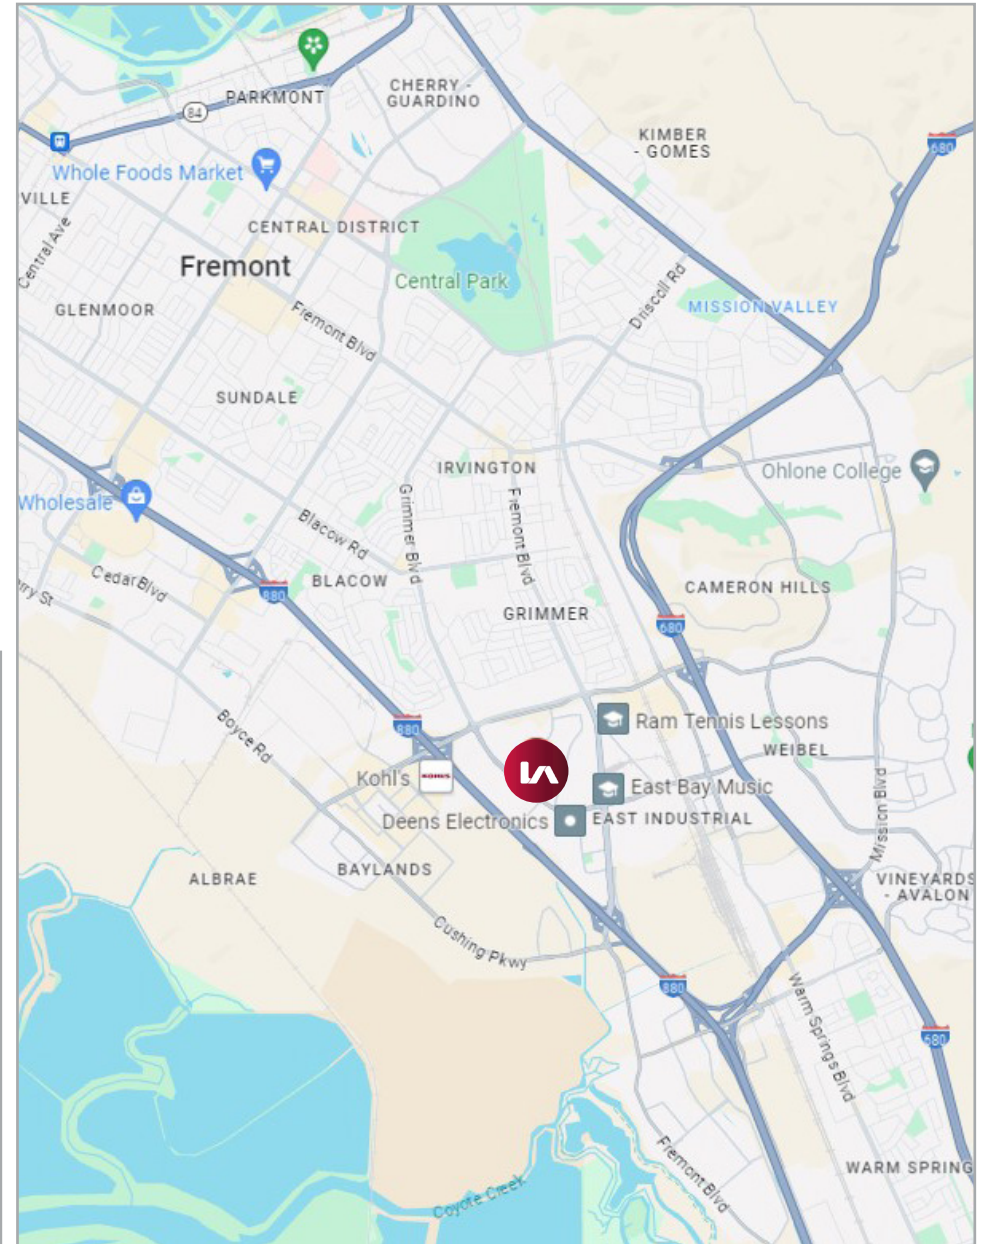 CHERRY -
GUARDINO
PARKMONT
84
KIMBER
- GOMES
680
Whole Foods Market
VILLE
CENTRAL DISTRICT
Central Ave
Fremont
Central Park
Driscoll Rd
MISSION VALLEY
GLENMOOR
Fremont Blvd
SUNDALE
IRVINGTON
Ohlone College
Wholesale
Grimmer Blvd
Fremont Blvd
Blacow Rd
Cedar Blvd
BLACOW
880
CAMERON HILLS
rry St
GRIMMER
680
Boyce Rd
880
Ram Tennis Lessons
WEIBEL
Kohl's
KOHL'S
East Bay Music
Deens Electronics
EAST INDUSTRIAL
Mission Blvd
BAYLANDS
ALBRAE
VINEYARDS
- AVALON
Cushing Pkwy
880
Warm Springs Blvd
680
Fremont Blvd
WARM SPRING
Coyote Creek